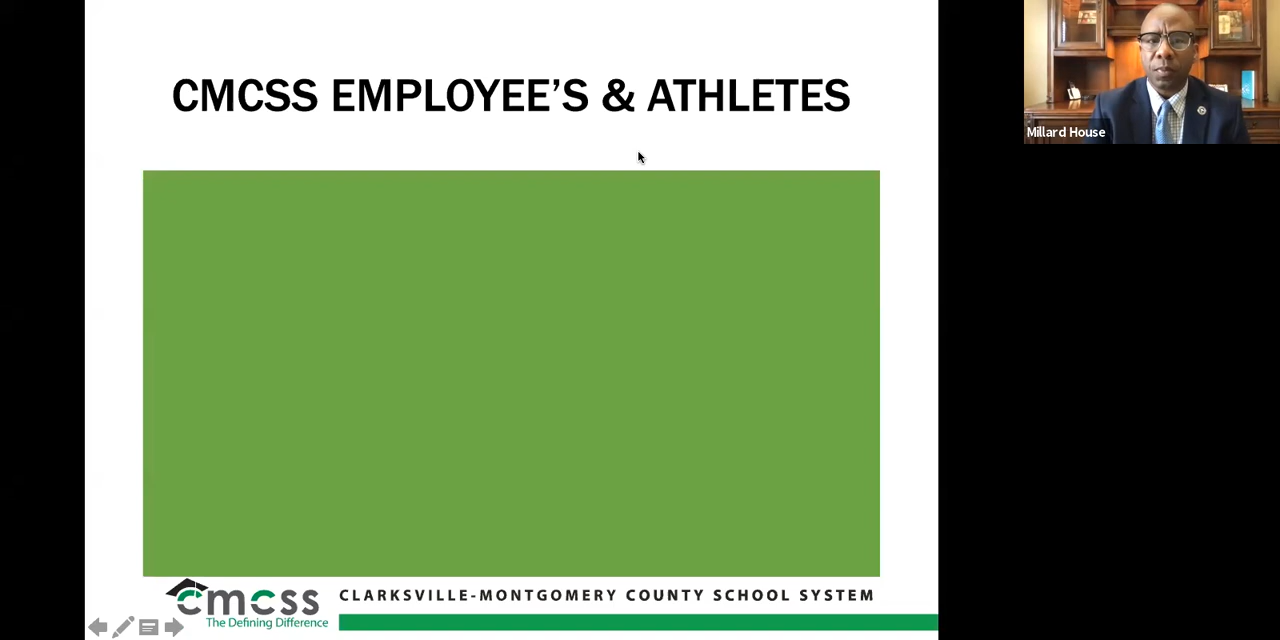 CMCSS EMPLOYEE'S & ATHLETES
Millard House
cmcss
The Defining Difference
CLARKSVILLE-MONTGOMERY COUNTY SCHOOL SYSTEM